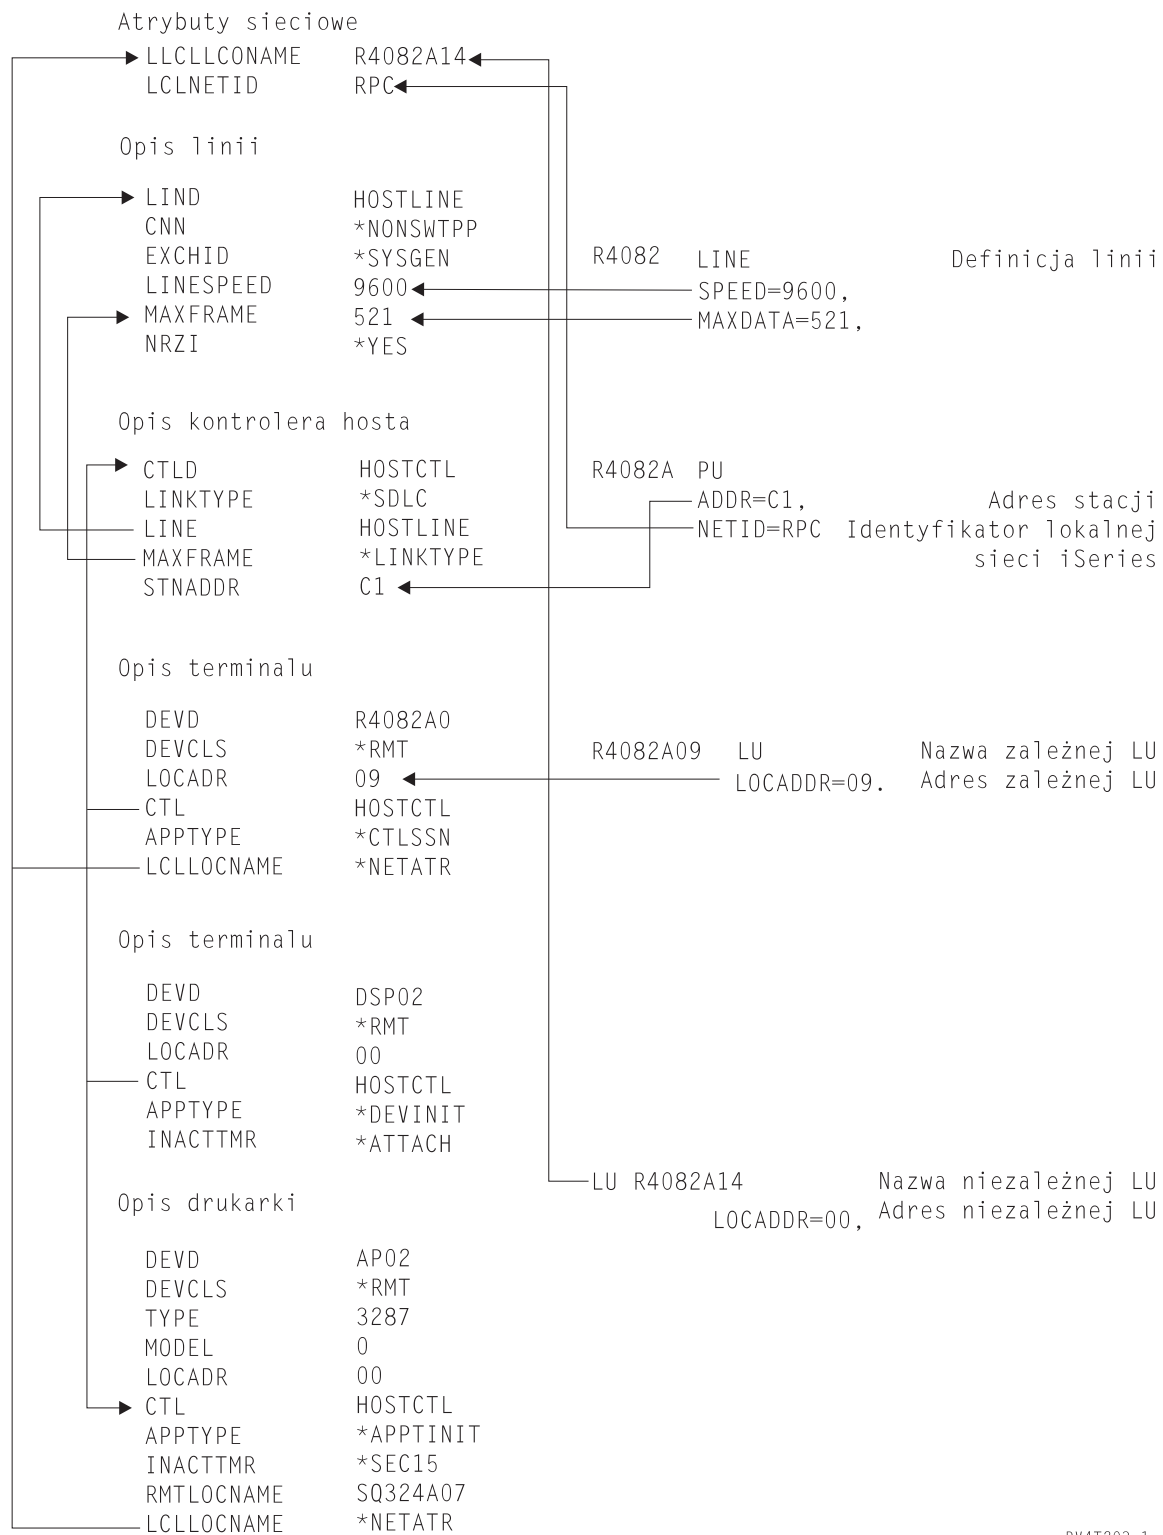 Atrybuty sieciowe
LLCLLCONAME R4082A14
LCLNETID RPC
Opis linii
LIND HOSTLINE
CNN *NONSWTPP
EXCHID *SYSGEN R4082 LINE Definicja linii
LINESPEED 9600 SPEED=9600,
MAXFRAME 521 MAXDATA=521,
NRZI *YES
Opis kontrolera hosta
CTLD HOSTCTL R4082A PU
LINKTYPE *SDLC ADDR=C1, Adres stacji
LINE HOSTLINE NETID=RPC Identyfikator lokalnej
MAXFRAME *LINKTYPE sieci iSeries
STNADDR C1
Opis terminalu
DEVD R4082A0
DEVCLS *RMT R4082A09 LU Nazwa zależnej LU
LOCADR 09 LOCADDR=09. Adres zależnej LU
CTL HOSTCTL
APPTYPE *CTLSSN
LCLLOCNAME *NETATR
Opis terminalu
DEVD DSP02
DEVCLS *RMT
LOCADR 00
CTL HOSTCTL
APPTYPE *DEVINIT
INACTTMR *ATTACH
LU R4082A14 Nazwa niezależnej LU
Opis drukarki
LOCADDR=00, Adres niezależnej LU
DEVD AP02
DEVCLS *RMT
TYPE 3287
MODEL 0
LOCADR 00
CTL HOSTCTL
APPTYPE *APPTINIT
INACTTMR *SEC15
RMTLOCNAME SQ324A07
LCLLOCNAME *NETATR